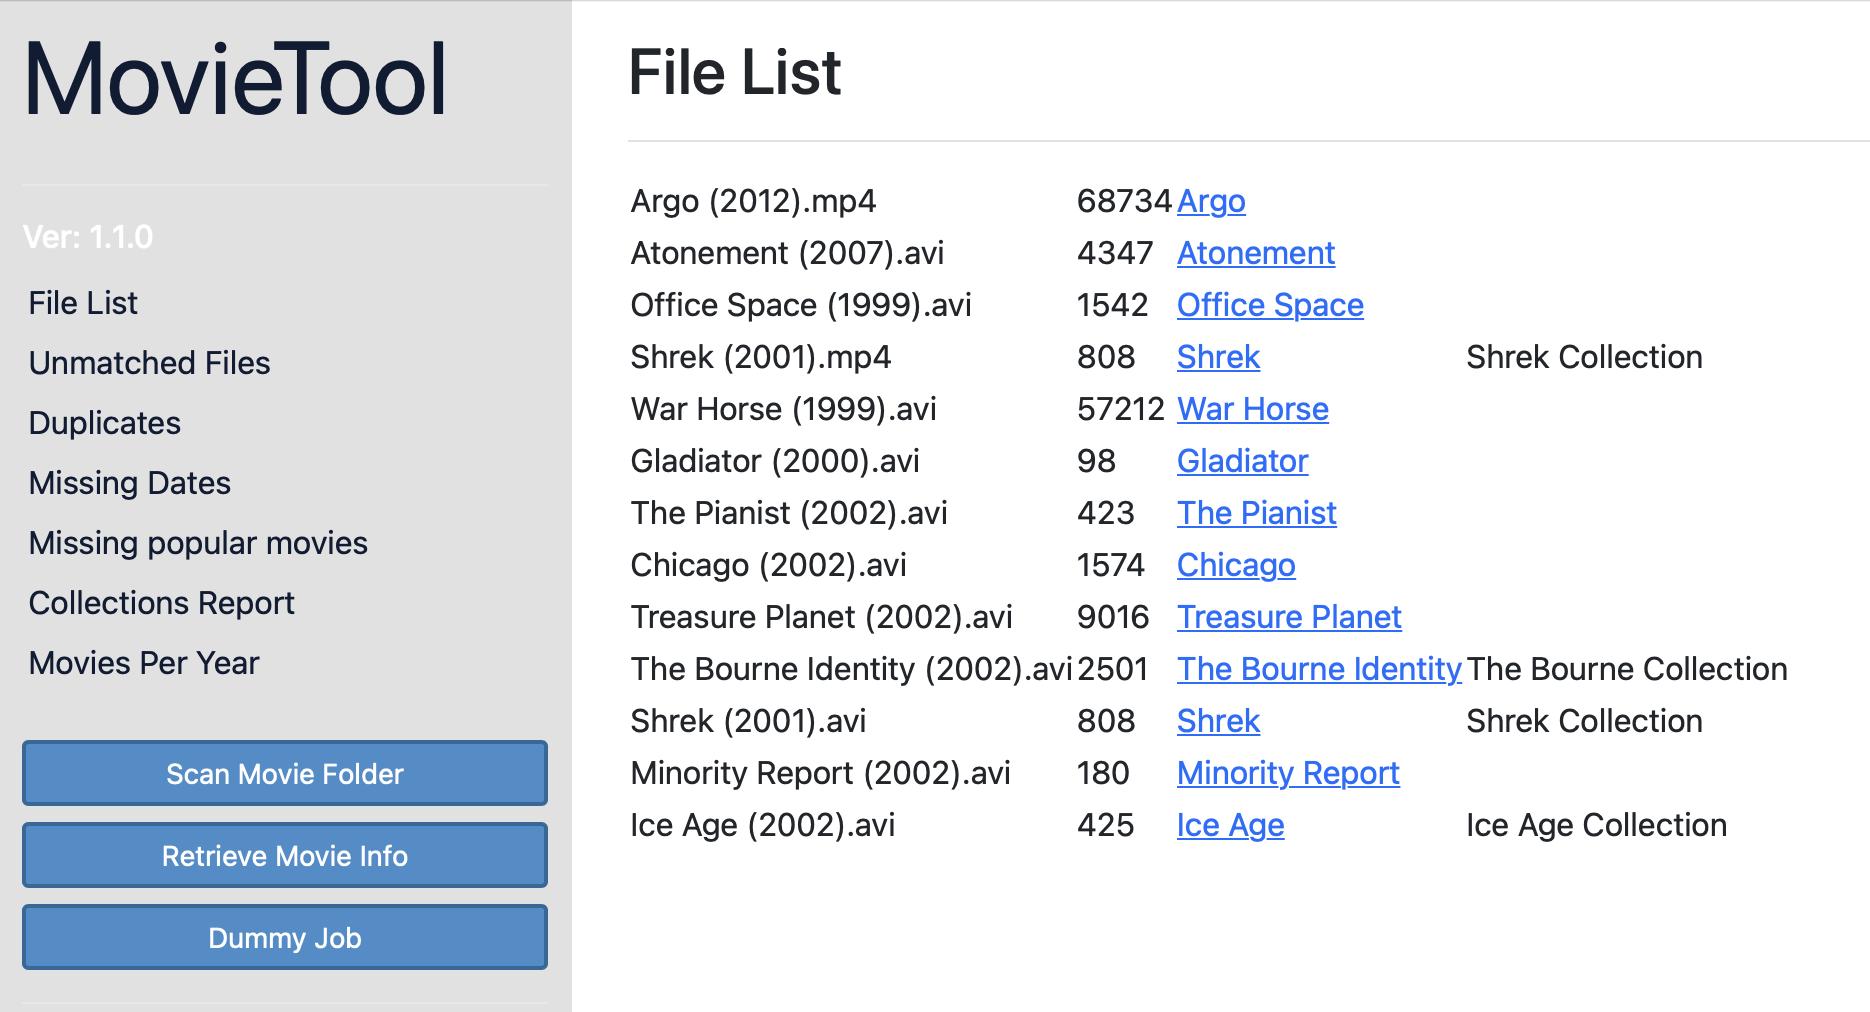 MovieTool
Ver: 1.1.0
File List
Unmatched Files
Duplicates
Missing Dates
Missing popular movies
Collections Report
Movies Per Year
Scan Movie Folder
Retrieve Movie Info
Dummy Job
File List
Argo (2012).mp4 68734 Argo
Atonement (2007).avi 4347 Atonement
Office Space (1999).avi 1542 Office Space
Shrek (2001).mp4 808 Shrek Shrek Collection
War Horse (1999).avi 57212 War Horse
Gladiator (2000).avi 98 Gladiator
The Pianist (2002).avi 423 The Pianist
Chicago (2002).avi 1574 Chicago
Treasure Planet (2002).avi 9016 Treasure Planet
The Bourne Identity (2002).avi 2501 The Bourne Identity The Bourne Collection
Shrek (2001).avi 808 Shrek Shrek Collection
Minority Report (2002).avi 180 Minority Report
Ice Age (2002).avi 425 Ice Age Ice Age Collection